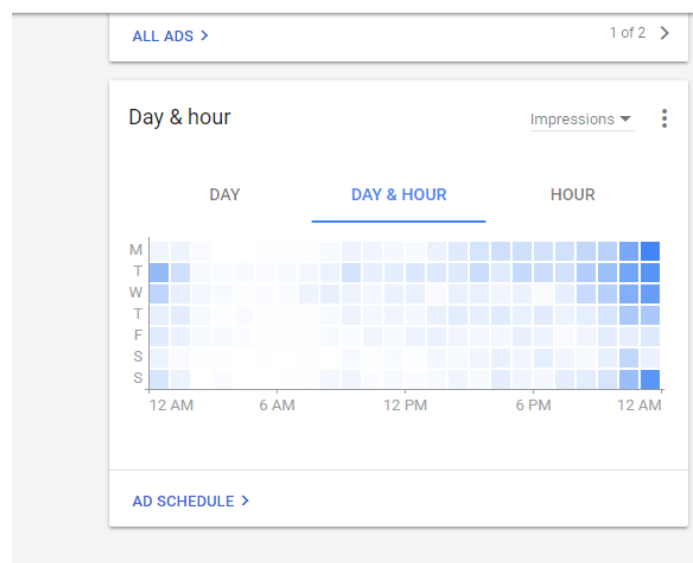 ALL ADS >
1 of 2 >
Day & hour
Impressions
DAY
DAY & HOUR
HOUR
M
T
W
T
F
S
S
12 AM 6 AM 12 PM 6 PM 12 AM
AD SCHEDULE >